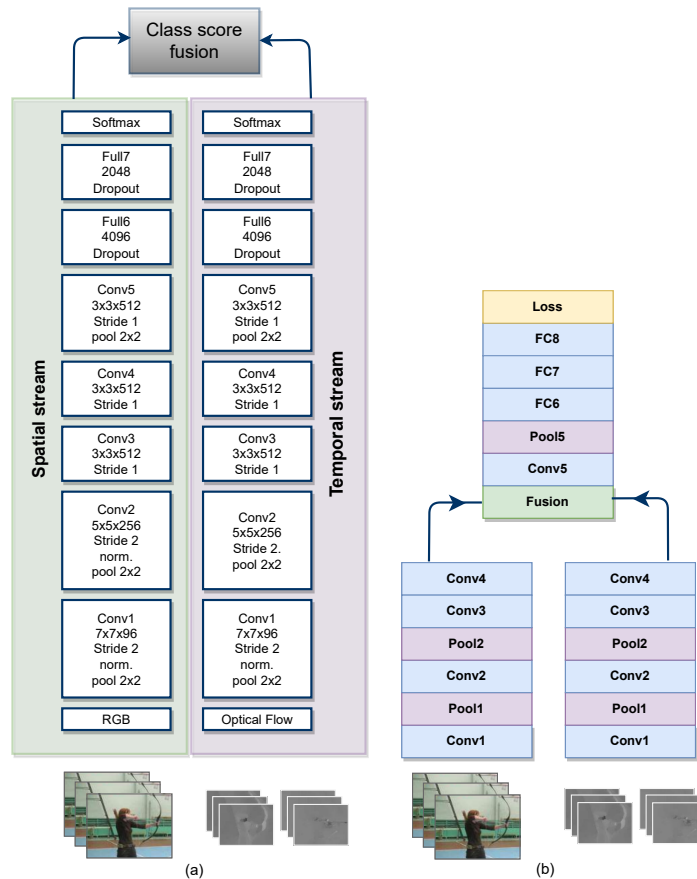 Class score
fusion
Spatial stream
Softmax
Full7
2048
Dropout
Full6
4096
Dropout
Conv5
3x3x512
Stride 1
pool 2x2
Conv4
3x3x512
Stride 1
Conv3
3x3x512
Stride 1
Conv2
5x5x256
Stride 2
norm.
pool 2x2
Conv1
7x7x96
Stride 2
norm.
pool 2x2
RGB
Softmax
Full7
2048
Dropout
Full6
4096
Dropout
Conv5
3x3x512
Stride 1
pool 2x2
Conv4
3x3x512
Stride 1
Conv3
3x3x512
Stride 1
Conv2
5x5x256
Stride 2.
pool 2x2
Conv1
7x7x96
Stride 2
norm.
pool 2x2
Optical Flow
Temporal stream
(a)
Loss
FC8
FC7
FC6
Pool5
Conv5
Fusion
Conv4
Conv3
Pool2
Conv2
Pool1
Conv1
Conv4
Conv3
Pool2
Conv2
Pool1
Conv1
(b)